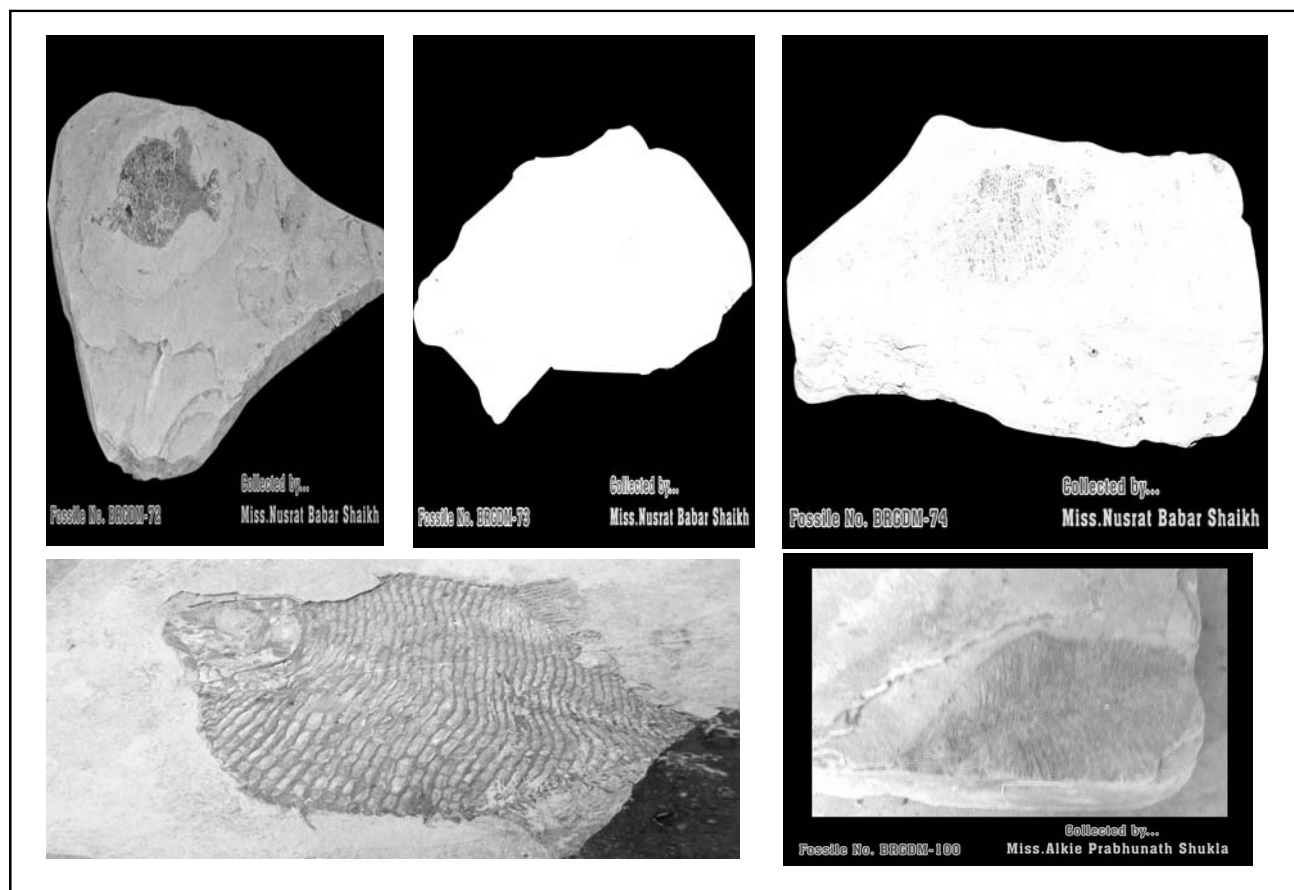 Collected by...
Fossile No. BRGDM-72
Miss.Nusrat Babar Shaikh
Collected by...
Fossile No. BRGDM-73
Miss.Nusrat Babar Shaikh
Collected by...
Fossile No. BRGDM-74
Miss.Nusrat Babar Shaikh
Collected by...
Fossile No. BRGDM-100
Miss.Alkie Prabhunath Shukla